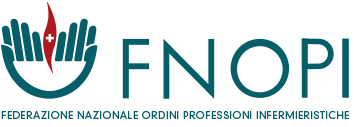 FNOPI
FEDERAZIONE NAZIONALE ORDINI PROFESSIONI INFERMIERISTICHE